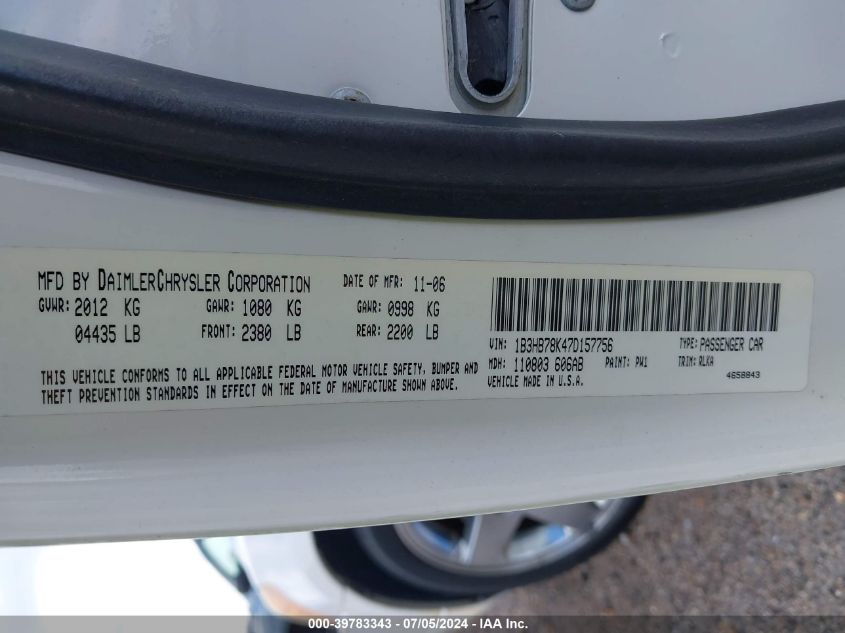 MFD BY DAIMLERCHRYSLER CORPORATION DATE OF MFR: 11-06
GVWR: 2012 KG GAWR: 1080 KG GAWR: 0998 KG
04435 LB FRONT: 2380 LB REAR: 2200 LB
THIS VEHICLE CONFORMS TO ALL APPLICABLE FEDERAL MOTOR VEHICLE SAFETY, BUMPER AND
THEFT PREVENTION STANDARDS IN EFFECT ON THE DATE OF MANUFACTURE SHOWN ABOVE.
VIN: 1B3HB78K47D157756 TYPE: PASSENGER CAR
MDH: 110803 606AB PAINT: PW1 TRIM: RLKA
VEHICLE MADE IN U.S.A. 4658843
000-39783343 - 07/05/2024 - IAAI INC.